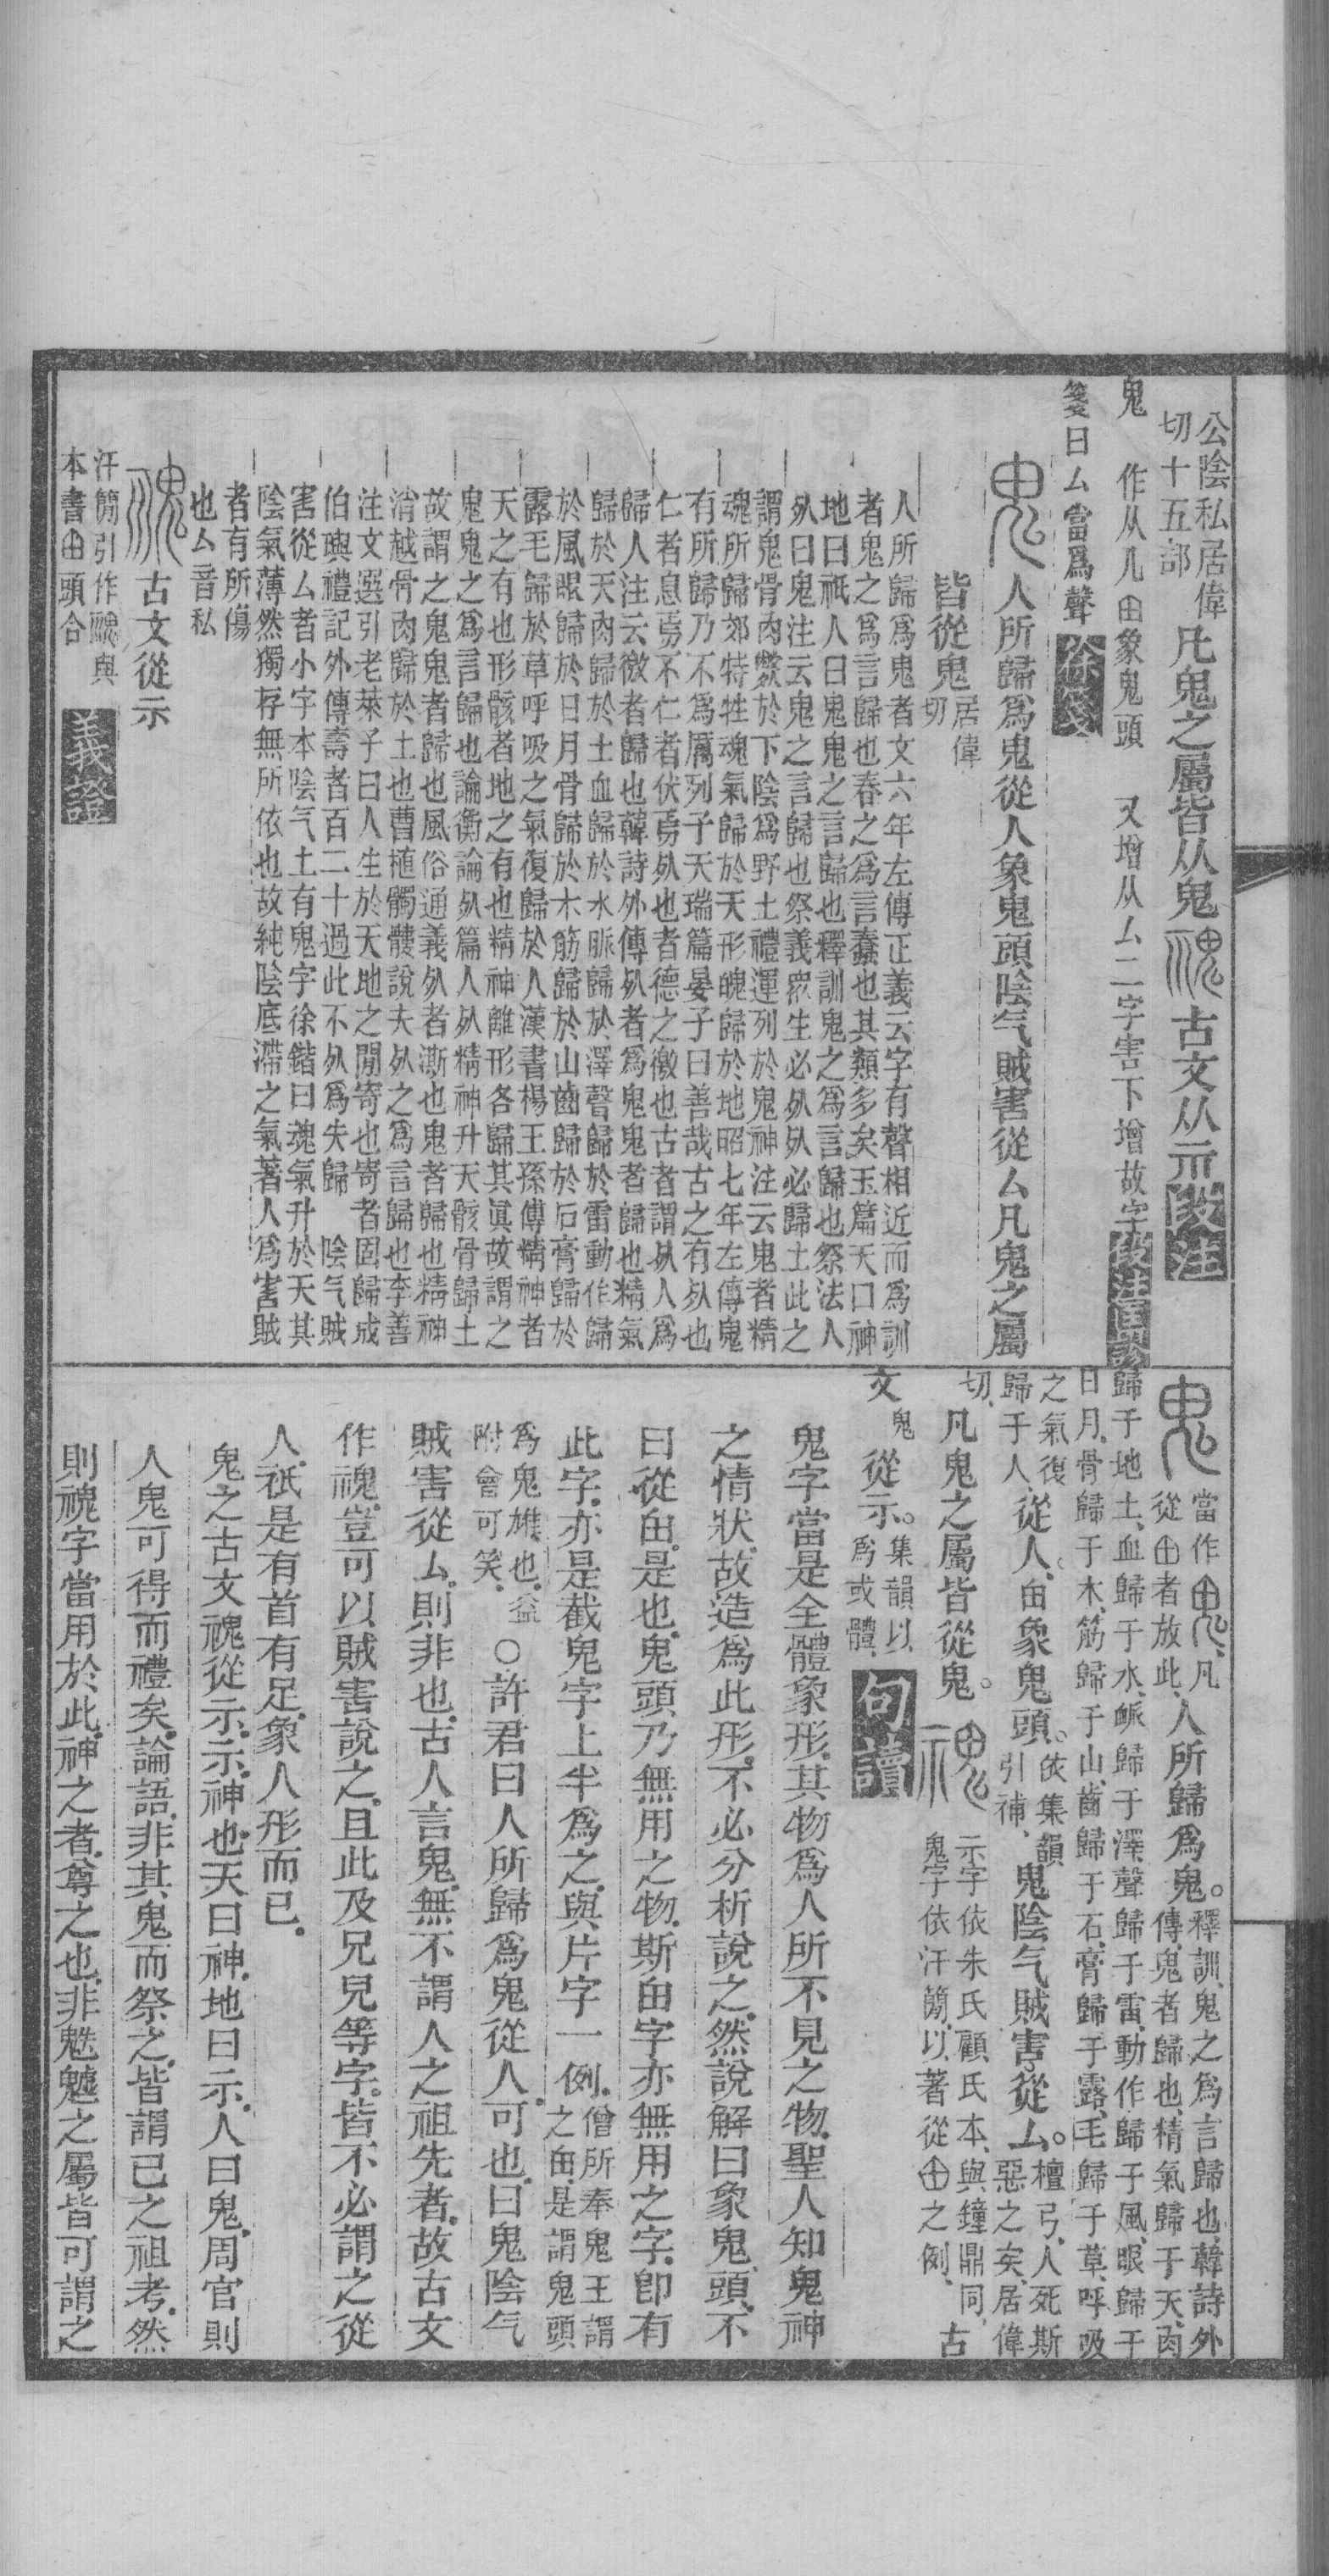 公陰私居偉
切十五部
凡鬼之屬皆从鬼
古文从示
段注
鬼
作从儿甶象鬼頭
又增从厶二字害下增故字
段注匡謬
箋曰厶當爲聲
徐箋
人所歸爲鬼從人象鬼頭陰气賊害從厶凡鬼之屬
皆從鬼
居偉
切
人所歸爲鬼者文六年左傳正義云字有聲相近而爲訓
者鬼之爲言歸也春之爲言蠢也其類多矣玉篇天曰神
地曰祇人曰鬼鬼之言歸也釋訓鬼之爲言歸也祭法人
死曰鬼注云鬼之言歸也祭義眾生必死死必歸土此之
謂鬼骨肉斃於下陰爲野土禮運列於鬼神注云鬼者精
魂所歸郊特牲魂氣歸於天形魄歸於地昭七年左傳鬼
有所歸乃不爲厲列子天瑞篇晏子曰善哉古之有死也
仁者息焉不仁者伏焉死也者德之徼也古者謂死人爲
歸人注云徼者歸也韓詩外傳死者爲鬼鬼者歸也精氣
歸於天肉歸於土血歸於水脈歸於澤聲歸於雷動作歸
於風眼歸於日月骨歸於木筋歸於山齒歸於石膏歸於
露毛歸於草呼吸之氣復歸於人漢書楊王孫傳精神者
天之有也形骸者地之有也精神離形各歸其眞故謂之
鬼鬼之爲言歸也論衡論死篇人死精神升天骸骨歸土
故謂之鬼鬼者歸也風俗通義死者澌也鬼者歸也精神
消越骨肉歸於土也曹植髑髏說夫死之爲言歸也李善
注文選引老萊子曰人生於天地之閒寄也寄者固歸成
伯璵禮記外傳壽者百二十過此不死爲失歸 陰气賊
害從厶者小字本陰气土有鬼字徐鍇曰魂氣升於天其
陰氣薄然獨存無所依也故純陰底滯之氣著人爲害賊
者有所傷
也厶音私
古文從示
汗簡引作與
本書甶頭合
義證
當作凡
從甶者放此
人所歸爲鬼。
釋訓、鬼之爲言歸也、韓詩外
傳、鬼者歸也、精氣歸于天、肉
歸于地土、血歸于水、脈歸于澤、聲歸于雷、動作歸于風、眼歸于
日月、骨歸于木、筋歸于山、齒歸于石、膏歸于露、毛歸于草、呼吸
之氣復
歸于人、
從人、甶象鬼頭。
依集韻
引補、
鬼陰气賊害、從厶。
檀弓、人死斯
惡之矣、居偉
切、
凡鬼之屬皆從鬼。
示字依朱氏顧氏本、與鐘鼎同、
鬼字依汗簡、以著從甶之例、
古
文
鬼
從示。
集韻以
爲或體、
句讀
鬼字當是全體象形、其物爲人所不見之物、聖人知鬼神
之情狀、故造爲此形、不必分析說之、然說解曰象鬼頭、不
曰從甶、是也、鬼頭乃無用之物、斯甶字亦無用之字、卽有
此字、亦是截鬼字上半爲之、與片字一例、
僧所奉鬼王謂
之甶、是謂鬼頭
爲鬼雄也、益
附會可笑、
○許君曰人所歸爲鬼從人、可也、曰鬼陰气
賊害從厶、則非也、古人言鬼、無不謂人之祖先者、故古文
作䰠、豈可以賊害說之、且此及兄兒等字、皆不必謂之從
人、祇是有首有足、象人形而已、
鬼之古文䰠從示、示、神也、天曰神、地曰示、人曰鬼、周官則
人鬼可得而禮矣、論語、非其鬼而祭之、皆謂已之祖考、然
則䰠字當用於此、神之者、尊之也、非魃魖之屬皆可謂之